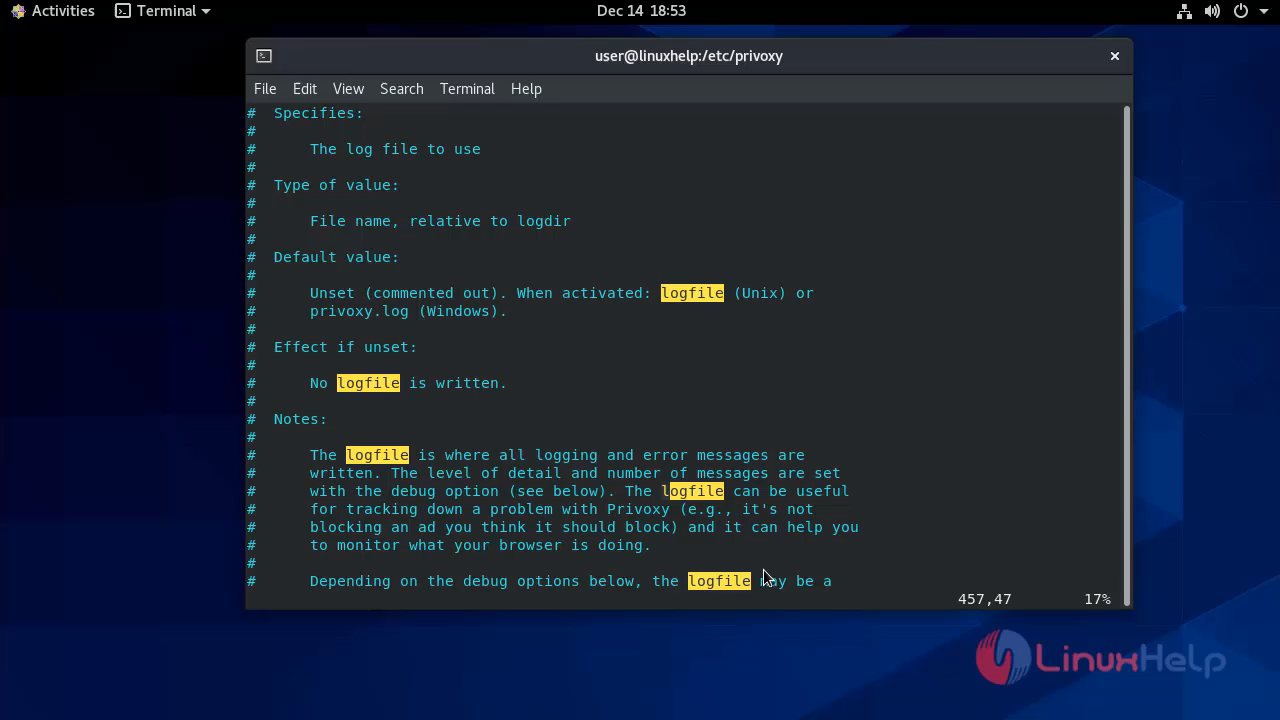 Activities Terminal Dec 14 18:53
user@linuxhelp:/etc/privoxy
File Edit View Search Terminal Help
#  Specifies:
#
#      The log file to use
#
#  Type of value:
#
#      File name, relative to logdir
#
#  Default value:
#
#      Unset (commented out). When activated: logfile (Unix) or
#      privoxy.log (Windows).
#
#  Effect if unset:
#
#      No logfile is written.
#
#  Notes:
#
#      The logfile is where all logging and error messages are
#      written. The level of detail and number of messages are set
#      with the debug option (see below). The logfile can be useful
#      for tracking down a problem with Privoxy (e.g., it's not
#      blocking an ad you think it should block) and it can help you
#      to monitor what your browser is doing.
#
#      Depending on the debug options below, the logfile may be a
457,47 17%
LinuxHelp